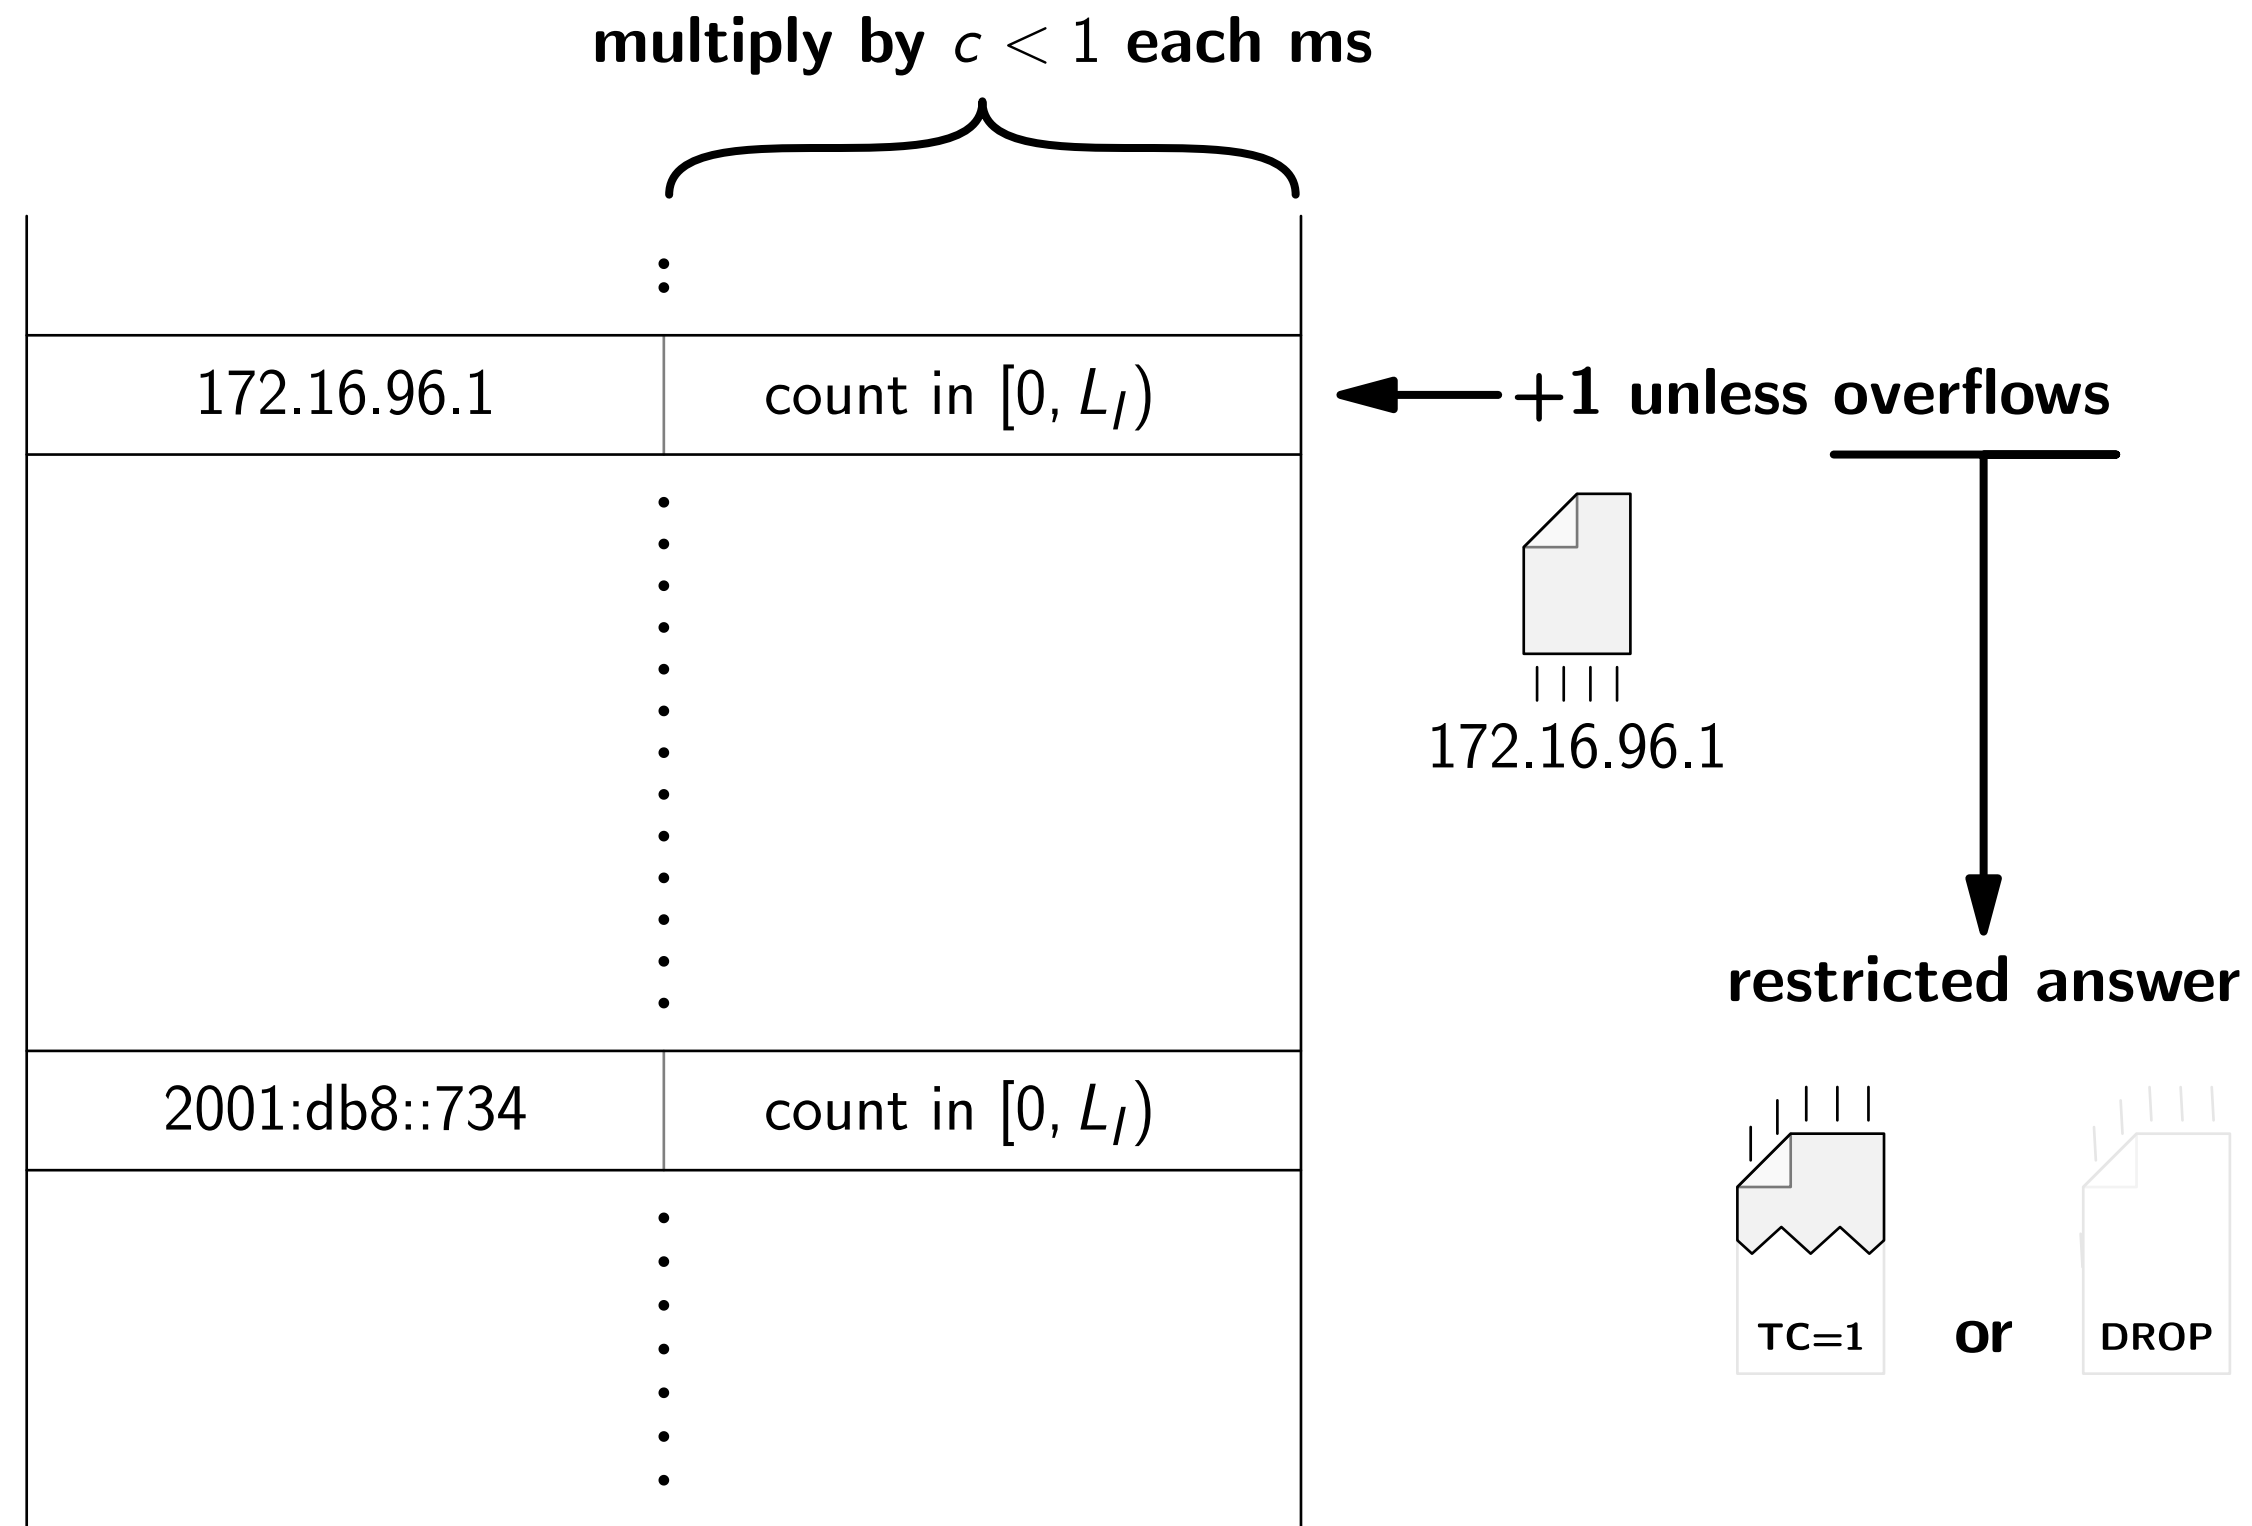 multiply by c < 1 each ms
172.16.96.1 count in [0, L_I) +1 unless overflows
172.16.96.1
restricted answer
2001:db8::734 count in [0, L_I)
TC=1 or DROP